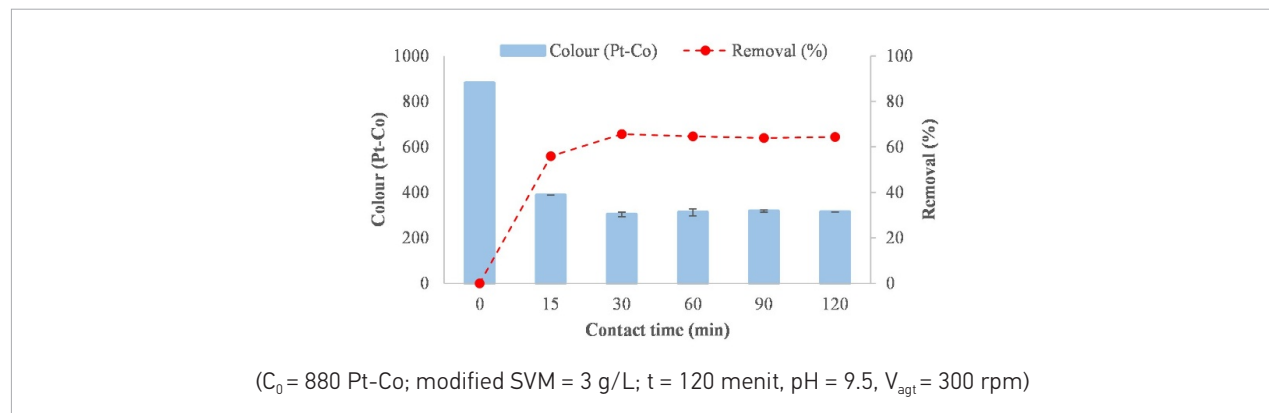 Colour (Pt-Co) Removal (%)
1000 100
800 80
600 60
400 40
200 20
0 0
Colour (Pt-Co)
Removal (%)
0 15 30 60 90 120
Contact time (min)
(C₀ = 880 Pt-Co; modified SVM = 3 g/L; t = 120 menit, pH = 9.5, Vagt = 300 rpm)